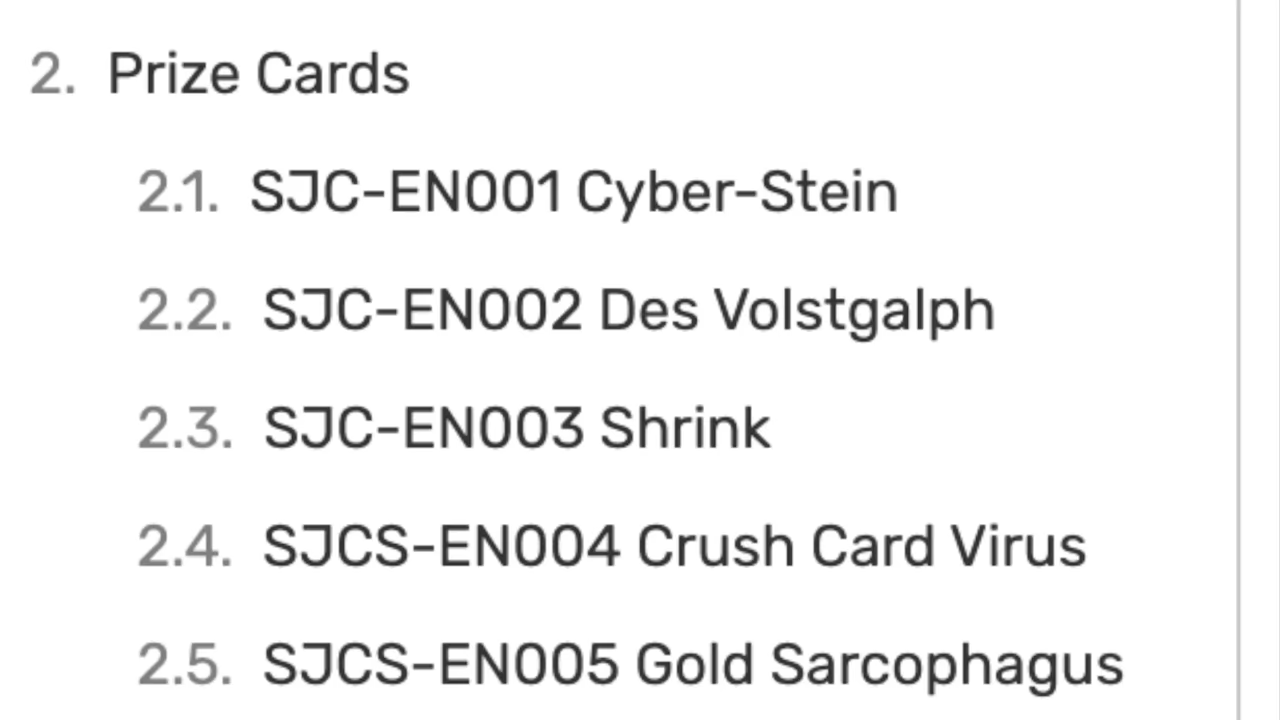 2. Prize Cards
2.1. SJC-EN001 Cyber-Stein
2.2. SJC-EN002 Des Volstgalph
2.3. SJC-EN003 Shrink
2.4. SJCS-EN004 Crush Card Virus
2.5. SJCS-EN005 Gold Sarcophagus